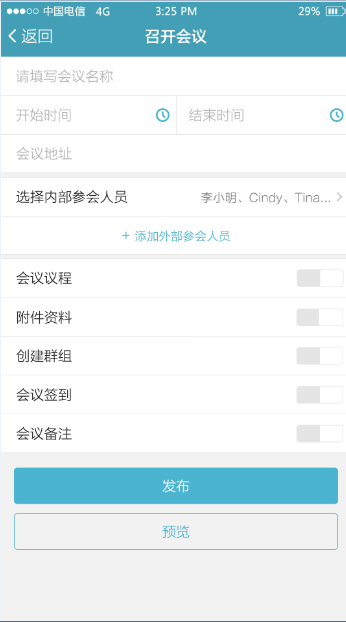 中国电信 4G 3:25 PM 29%
返回 召开会议
请填写会议名称
开始时间 结束时间
会议地址
选择内部参会人员 李小明、Cindy、Tina...
+ 添加外部参会人员
会议议程
附件资料
创建群组
会议签到
会议备注
发布
预览